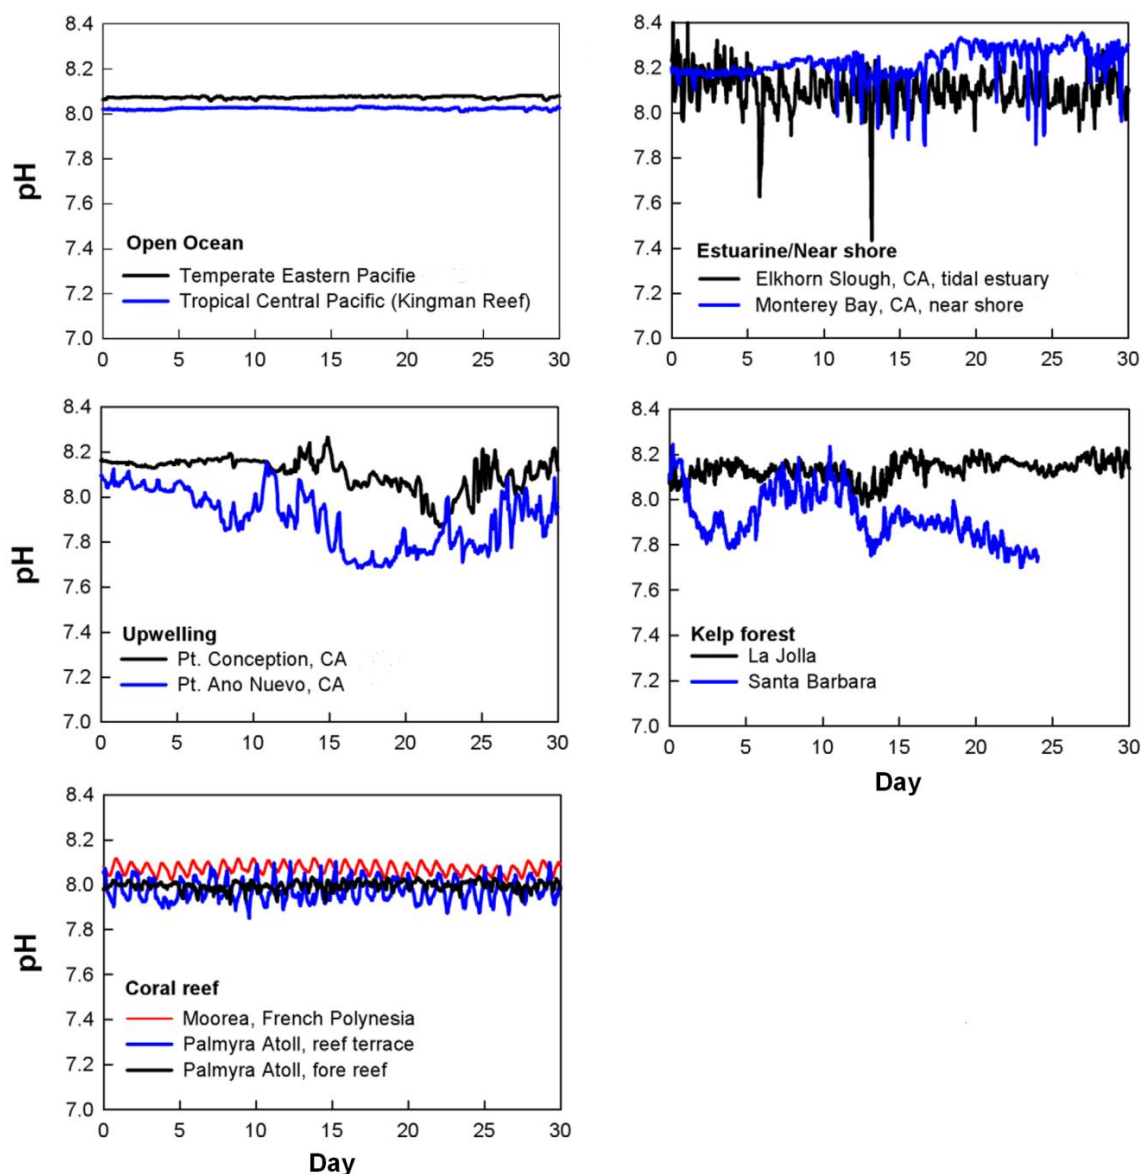 8.4
8.2
8.0
7.8
7.6
7.4
7.2
7.0
pH
Open Ocean
Temperate Eastern Pacifie
Tropical Central Pacific (Kingman Reef)
0 5 10 15 20 25 30
8.4
8.2
8.0
7.8
7.6
7.4
7.2
7.0
Estuarine/Near shore
Elkhorn Slough, CA, tidal estuary
Monterey Bay, CA, near shore
0 5 10 15 20 25 30
8.4
8.2
8.0
7.8
7.6
7.4
7.2
7.0
pH
Upwelling
Pt. Conception, CA
Pt. Ano Nuevo, CA
0 5 10 15 20 25 30
8.4
8.2
8.0
7.8
7.6
7.4
7.2
7.0
Kelp forest
La Jolla
Santa Barbara
0 5 10 15 20 25 30
Day
8.4
8.2
8.0
7.8
7.6
7.4
7.2
7.0
pH
Coral reef
Moorea, French Polynesia
Palmyra Atoll, reef terrace
Palmyra Atoll, fore reef
0 5 10 15 20 25 30
Day